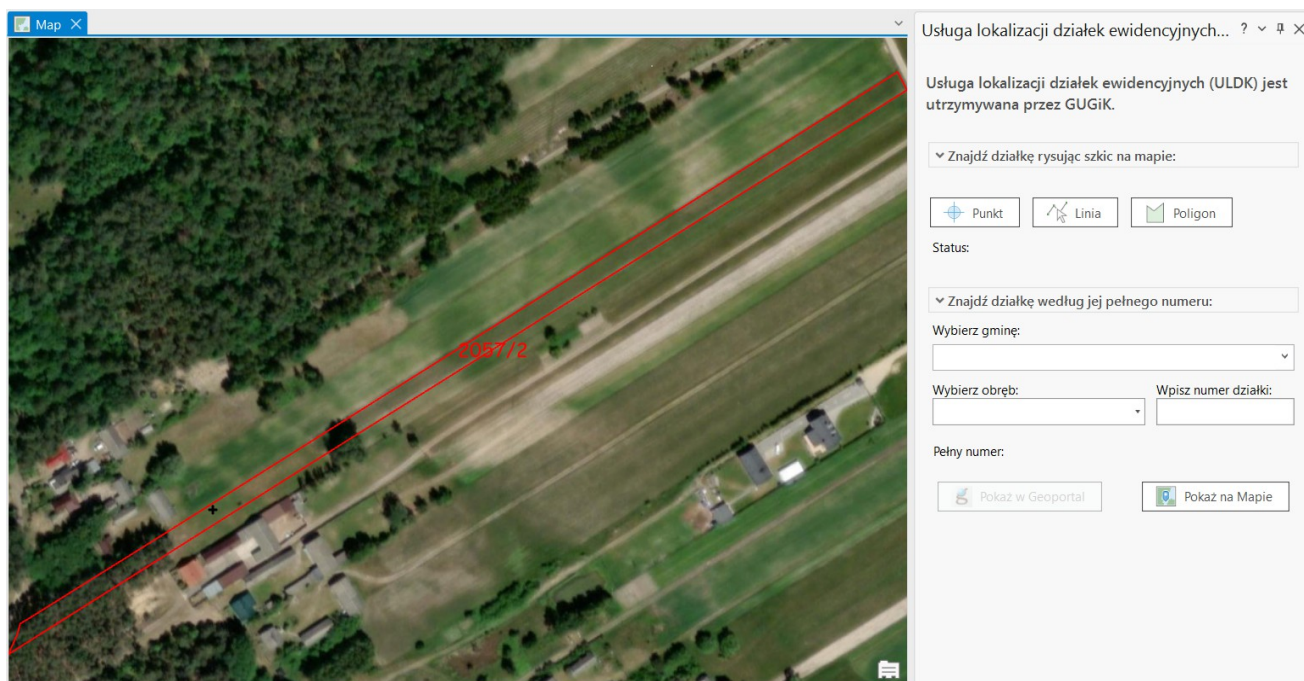 Map
Usługa lokalizacji działek ewidencyjnych... ?
Usługa lokalizacji działek ewidencyjnych (ULDK) jest
utrzymywana przez GUGiK.
Znajdź działkę rysując szkic na mapie:
Punkt
Linia
Poligon
Status:
Znajdź działkę według jej pełnego numeru:
Wybierz gminę:
Wybierz obręb:
Wpisz numer działki:
Pełny numer:
Pokaż w Geoportal
Pokaż na Mapie
2057/2